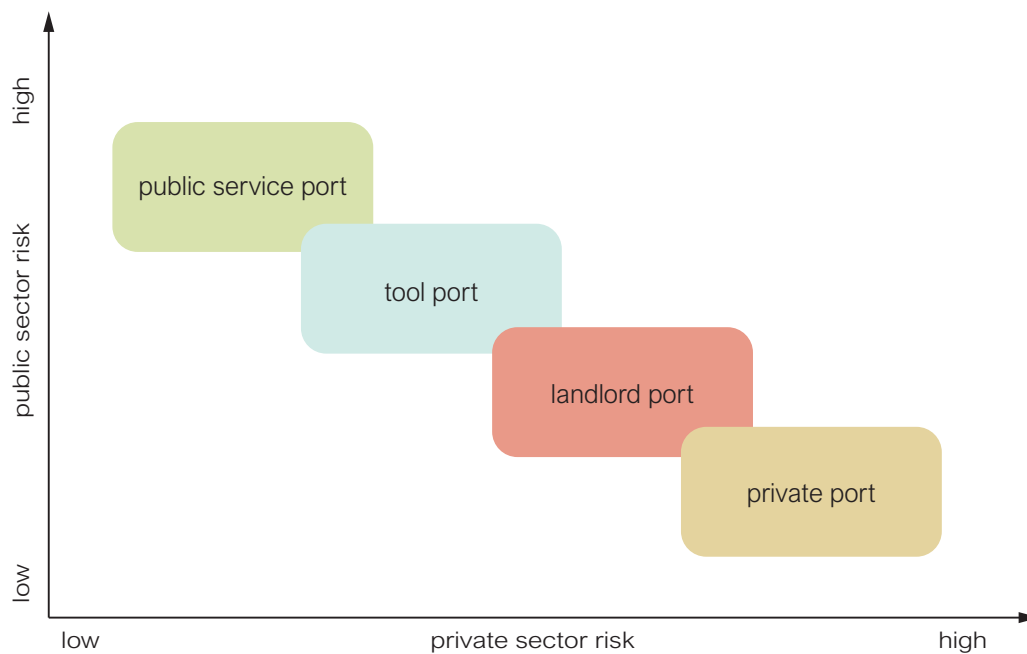 high
public sector risk
low
public service port
tool port
landlord port
private port
low
private sector risk
high